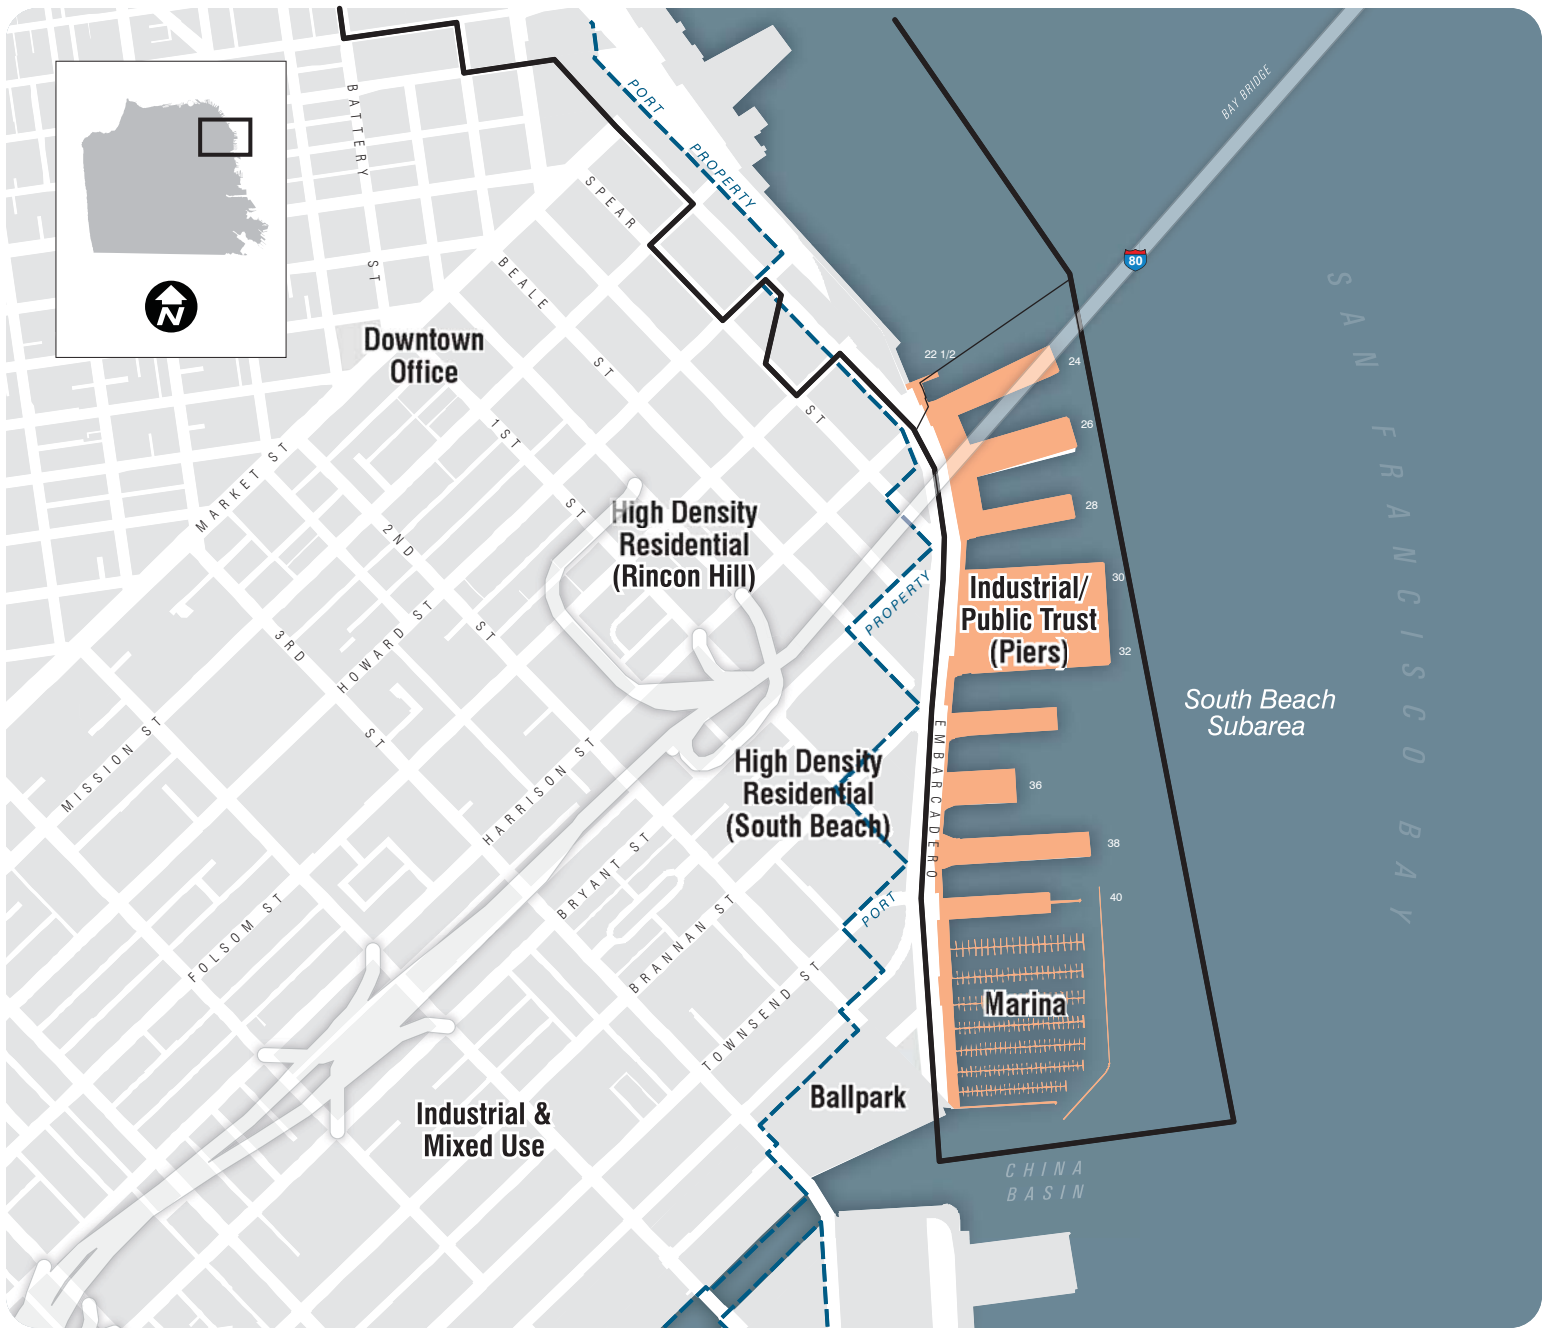 BATTERY
ST
PORT
PROPERTY
BAY BRIDGE
SPEAR
ST
BEALE
ST
80
SAN FRANCISCO BAY
N
Downtown
Office
22 1/2
24
26
28
30
32
36
38
40
1ST
ST
MARKET ST
2ND
ST
High Density
Residential
(Rincon Hill)
PROPERTY
Industrial/
Public Trust
(Piers)
HOWARD ST
3RD
ST
MISSION ST
South Beach
Subarea
EMBARCADERO
HARRISON ST
High Density
Residential
(South Beach)
BRYANT ST
FOLSOM ST
BRANNAN ST
PORT
TOWNSEND ST
Marina
Ballpark
Industrial &
Mixed Use
CHINA
BASIN